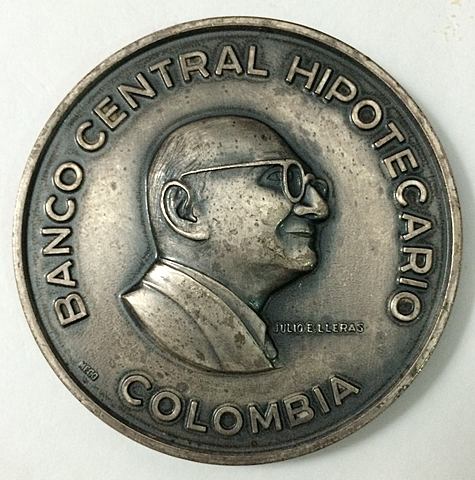 BANCO CENTRAL HIPOTECARIO
JULIO E. LLERAS
COLOMBIA